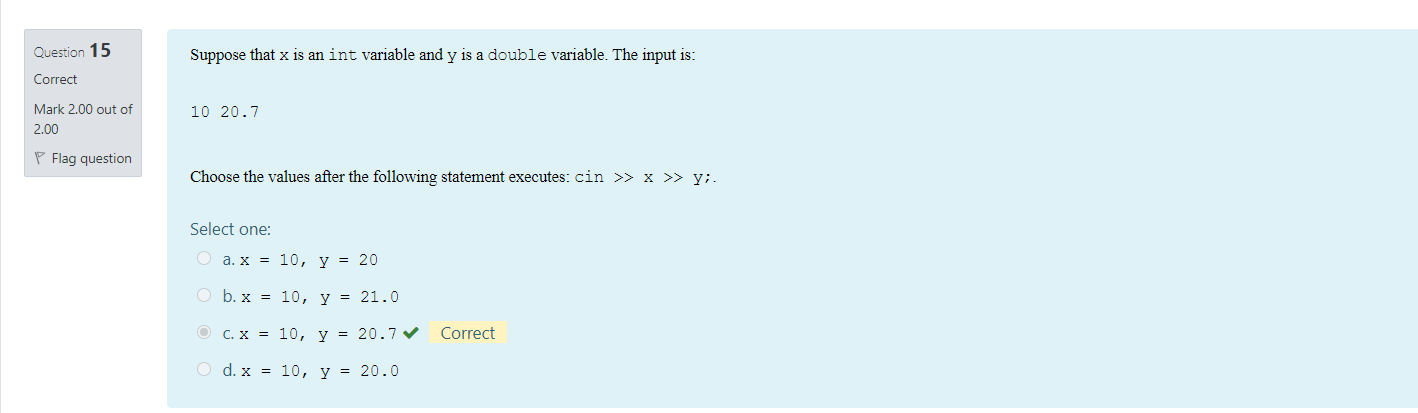 Question 15
Correct
Mark 2.00 out of
2.00
Flag question
Suppose that x is an int variable and y is a double variable. The input is:
10 20.7
Choose the values after the following statement executes: cin >> x >> y;.
Select one:
a. x = 10, y = 20
b. x = 10, y = 21.0
c. x = 10, y = 20.7 ✔ Correct
d. x = 10, y = 20.0